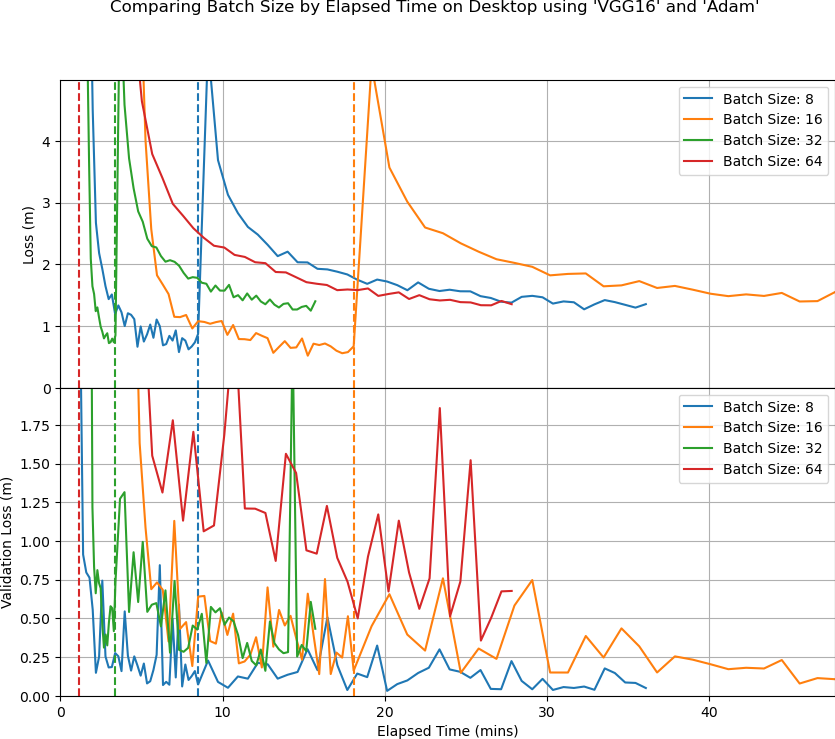 Comparing Batch Size by Elapsed Time on Desktop using 'VGG16' and 'Adam'
Loss (m)
4
3
2
1
0
Batch Size: 8
Batch Size: 16
Batch Size: 32
Batch Size: 64
Validation Loss (m)
1.75
1.50
1.25
1.00
0.75
0.50
0.25
0.00
Batch Size: 8
Batch Size: 16
Batch Size: 32
Batch Size: 64
0 10 20 30 40
Elapsed Time (mins)